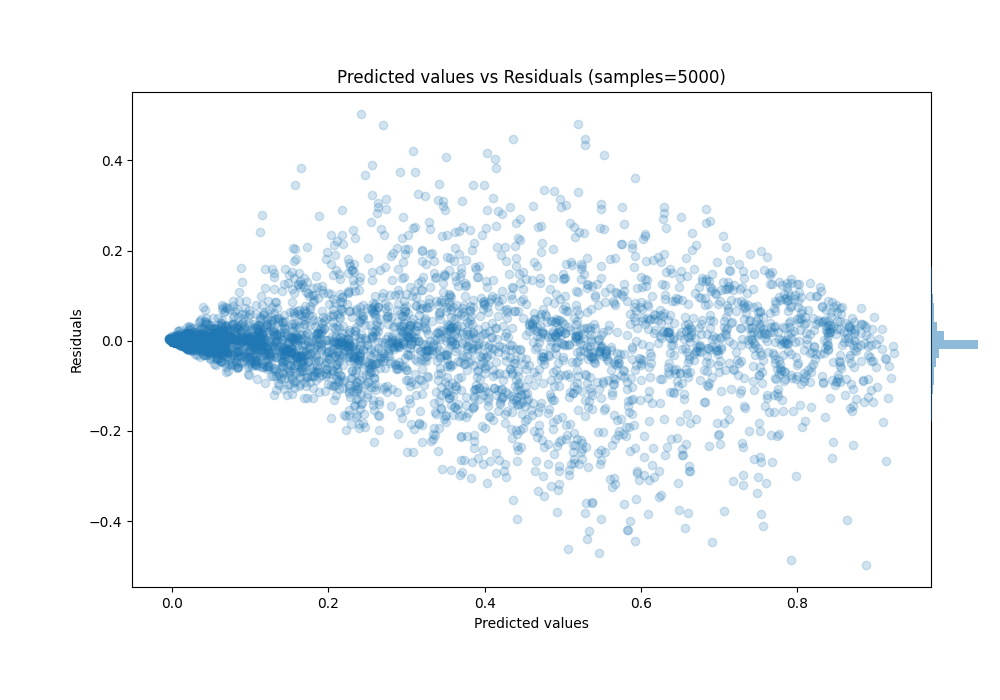 Predicted values vs Residuals (samples=5000)
0.4
0.2
0.0
−0.2
−0.4
Residuals
0.0 0.2 0.4 0.6 0.8
Predicted values